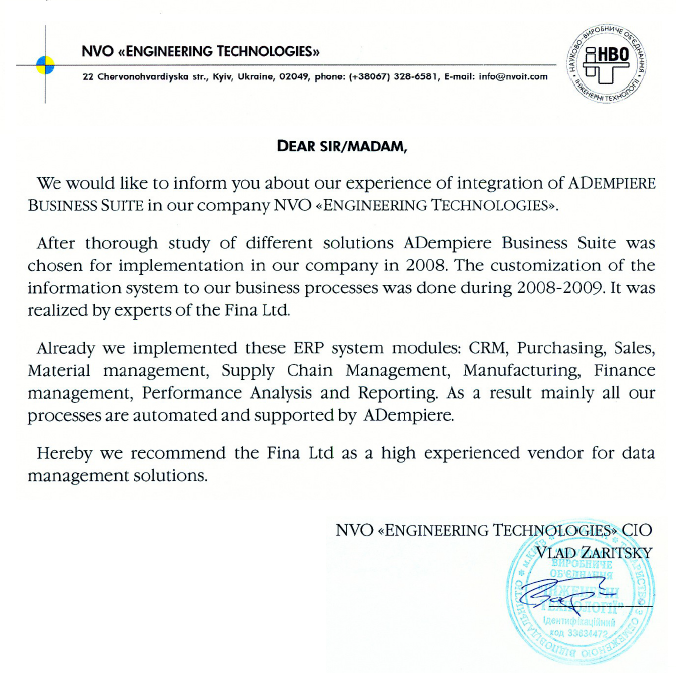 NVO «ENGINEERING TECHNOLOGIES»
22 Chervonohvardiyska str., Kyiv, Ukraine, 02049, phone: (+38067) 328-6581, E-mail: info@nvoit.com
НАУКОВО-ВИРОБНИЧЕ ОБ'ЄДНАННЯ
НВО
ІНЖЕНЕРНІ ТЕХНОЛОГІЇ
DEAR SIR/MADAM,
We would like to inform you about our experience of integration of ADEMPIERE
BUSINESS SUITE in our company NVO «ENGINEERING TECHNOLOGIES».
After thorough study of different solutions ADempiere Business Suite was
chosen for implementation in our company in 2008. The customization of the
information system to our business processes was done during 2008-2009. It was
realized by experts of the Fina Ltd.
Already we implemented these ERP system modules: CRM, Purchasing, Sales,
Material management, Supply Chain Management, Manufacturing, Finance
management, Performance Analysis and Reporting. As a result mainly all our
processes are automated and supported by ADempiere.
Hereby we recommend the Fina Ltd as a high experienced vendor for data
management solutions.
NVO «ENGINEERING TECHNOLOGIES» CIO
VLAD ZARITSKY
ВИРОБНИЧЕ
ОБ'ЄДНАННЯ
ТЕХНОЛОГІЇ"
Ідентифікаційний
код